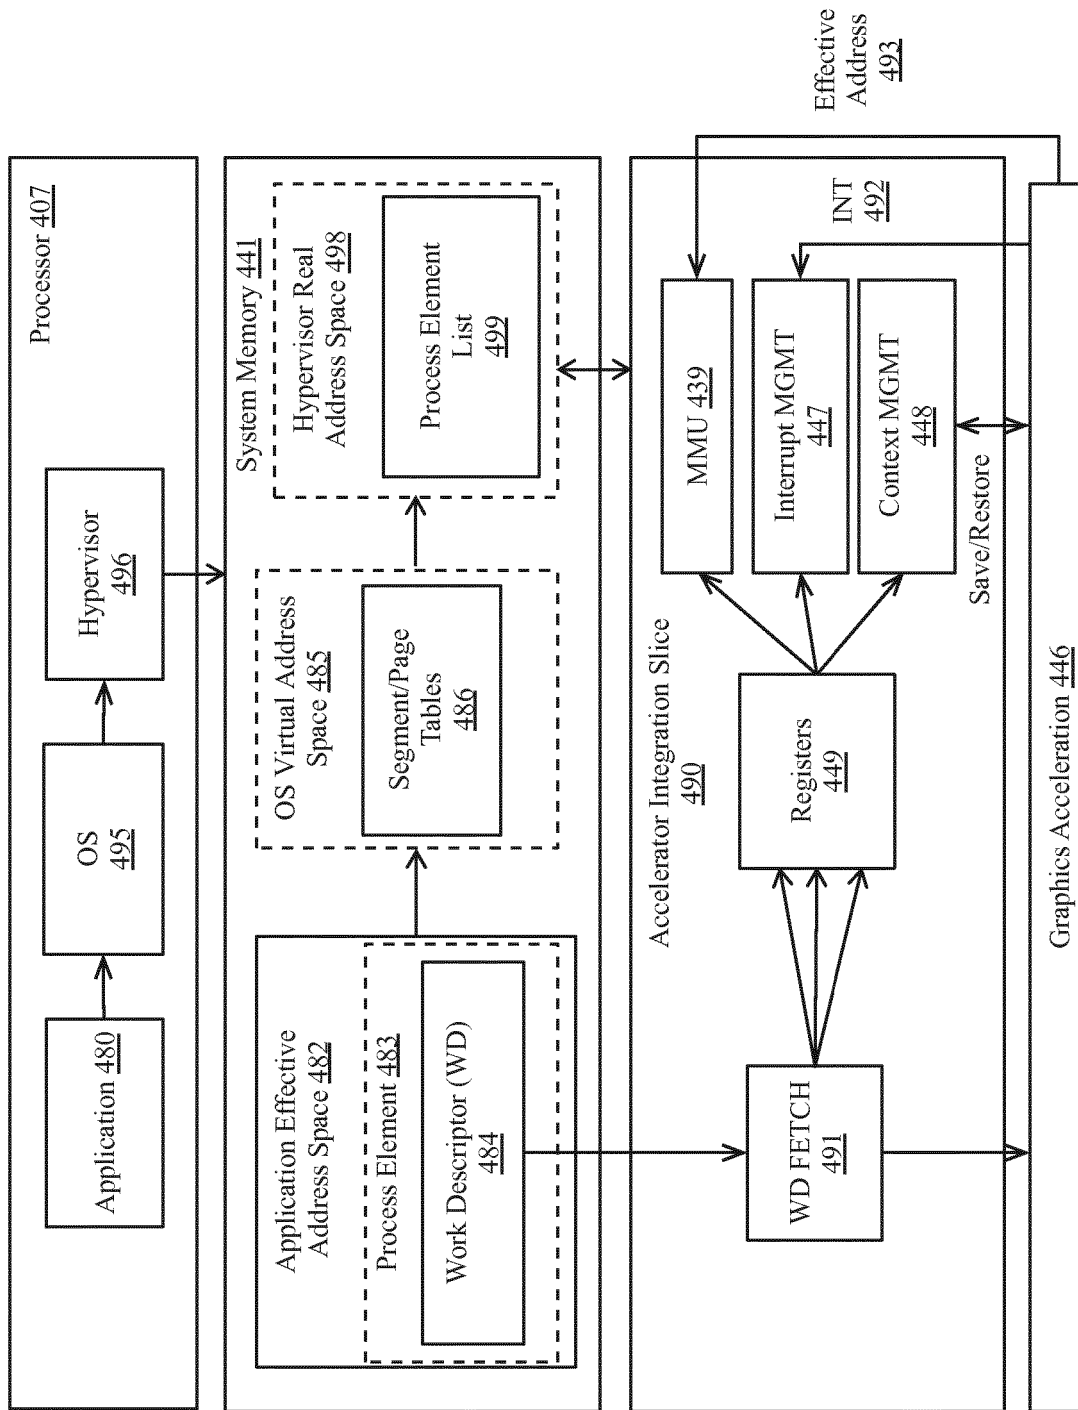 Processor 407
Application 480
OS
495
Hypervisor
496
System Memory 441
Application Effective
Address Space 482
Process Element 483
Work Descriptor (WD)
484
OS Virtual Address
Space 485
Segment/Page
Tables
486
Hypervisor Real
Address Space 498
Process Element
List
499
Accelerator Integration Slice
490
WD FETCH
491
Registers
449
MMU 439
Interrupt MGMT
447
Context MGMT
448
Save/Restore
INT
492
Effective
Address
493
Graphics Acceleration 446